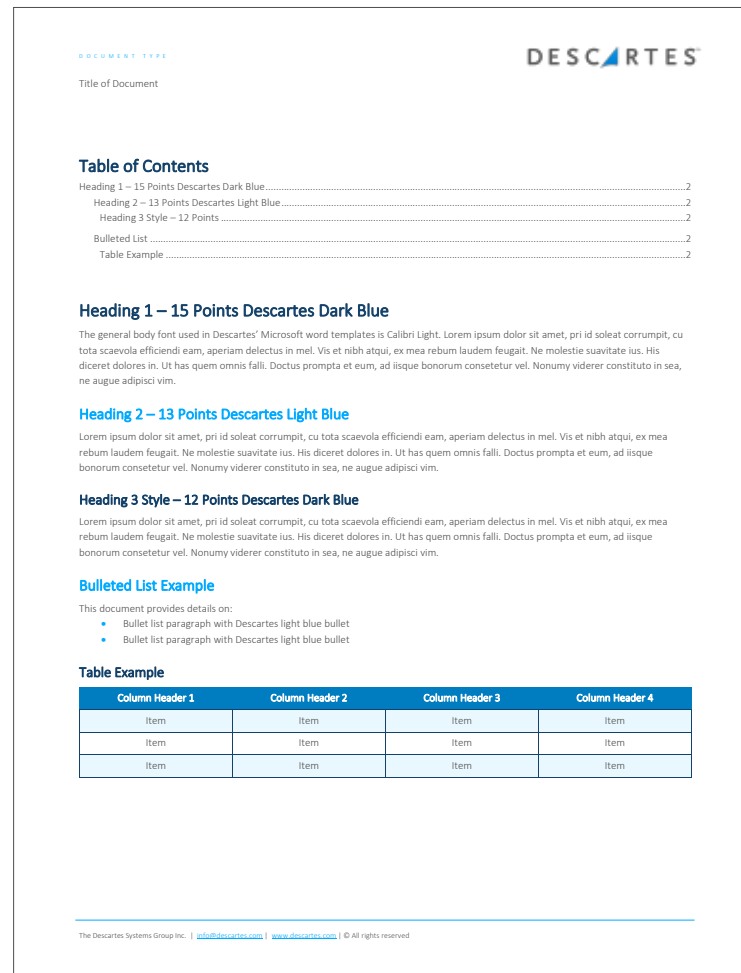 DOCUMENT TYPE
DESCARTES™
Title of Document
Table of Contents
Heading 1 – 15 Points Descartes Dark Blue 2
Heading 2 – 13 Points Descartes Light Blue 2
Heading 3 Style – 12 Points 2
Bulleted List 2
Table Example 2
Heading 1 – 15 Points Descartes Dark Blue
The general body font used in Descartes’ Microsoft word templates is Calibri Light. Lorem ipsum dolor sit amet, pri id soleat corrumpit, cu
tota scaevola efficiendi eam, aperiam delectus in mel. Vis et nibh atqui, ex mea rebum laudem feugait. Ne molestie suavitate ius. His
diceret dolores in. Ut has quem omnis falli. Doctus prompta et eum, ad iisque bonorum consetetur vel. Nonumy viderer constituto in sea,
ne augue adipisci vim.
Heading 2 – 13 Points Descartes Light Blue
Lorem ipsum dolor sit amet, pri id soleat corrumpit, cu tota scaevola efficiendi eam, aperiam delectus in mel. Vis et nibh atqui, ex mea
rebum laudem feugait. Ne molestie suavitate ius. His diceret dolores in. Ut has quem omnis falli. Doctus prompta et eum, ad iisque
bonorum consetetur vel. Nonumy viderer constituto in sea, ne augue adipisci vim.
Heading 3 Style – 12 Points Descartes Dark Blue
Lorem ipsum dolor sit amet, pri id soleat corrumpit, cu tota scaevola efficiendi eam, aperiam delectus in mel. Vis et nibh atqui, ex mea
rebum laudem feugait. Ne molestie suavitate ius. His diceret dolores in. Ut has quem omnis falli. Doctus prompta et eum, ad iisque
bonorum consetetur vel. Nonumy viderer constituto in sea, ne augue adipisci vim.
Bulleted List Example
This document provides details on:
• Bullet list paragraph with Descartes light blue bullet
• Bullet list paragraph with Descartes light blue bullet
Table Example
Column Header 1 Column Header 2 Column Header 3 Column Header 4
Item Item Item Item
Item Item Item Item
Item Item Item Item
The Descartes Systems Group Inc. | info@descartes.com | www.descartes.com | © All rights reserved